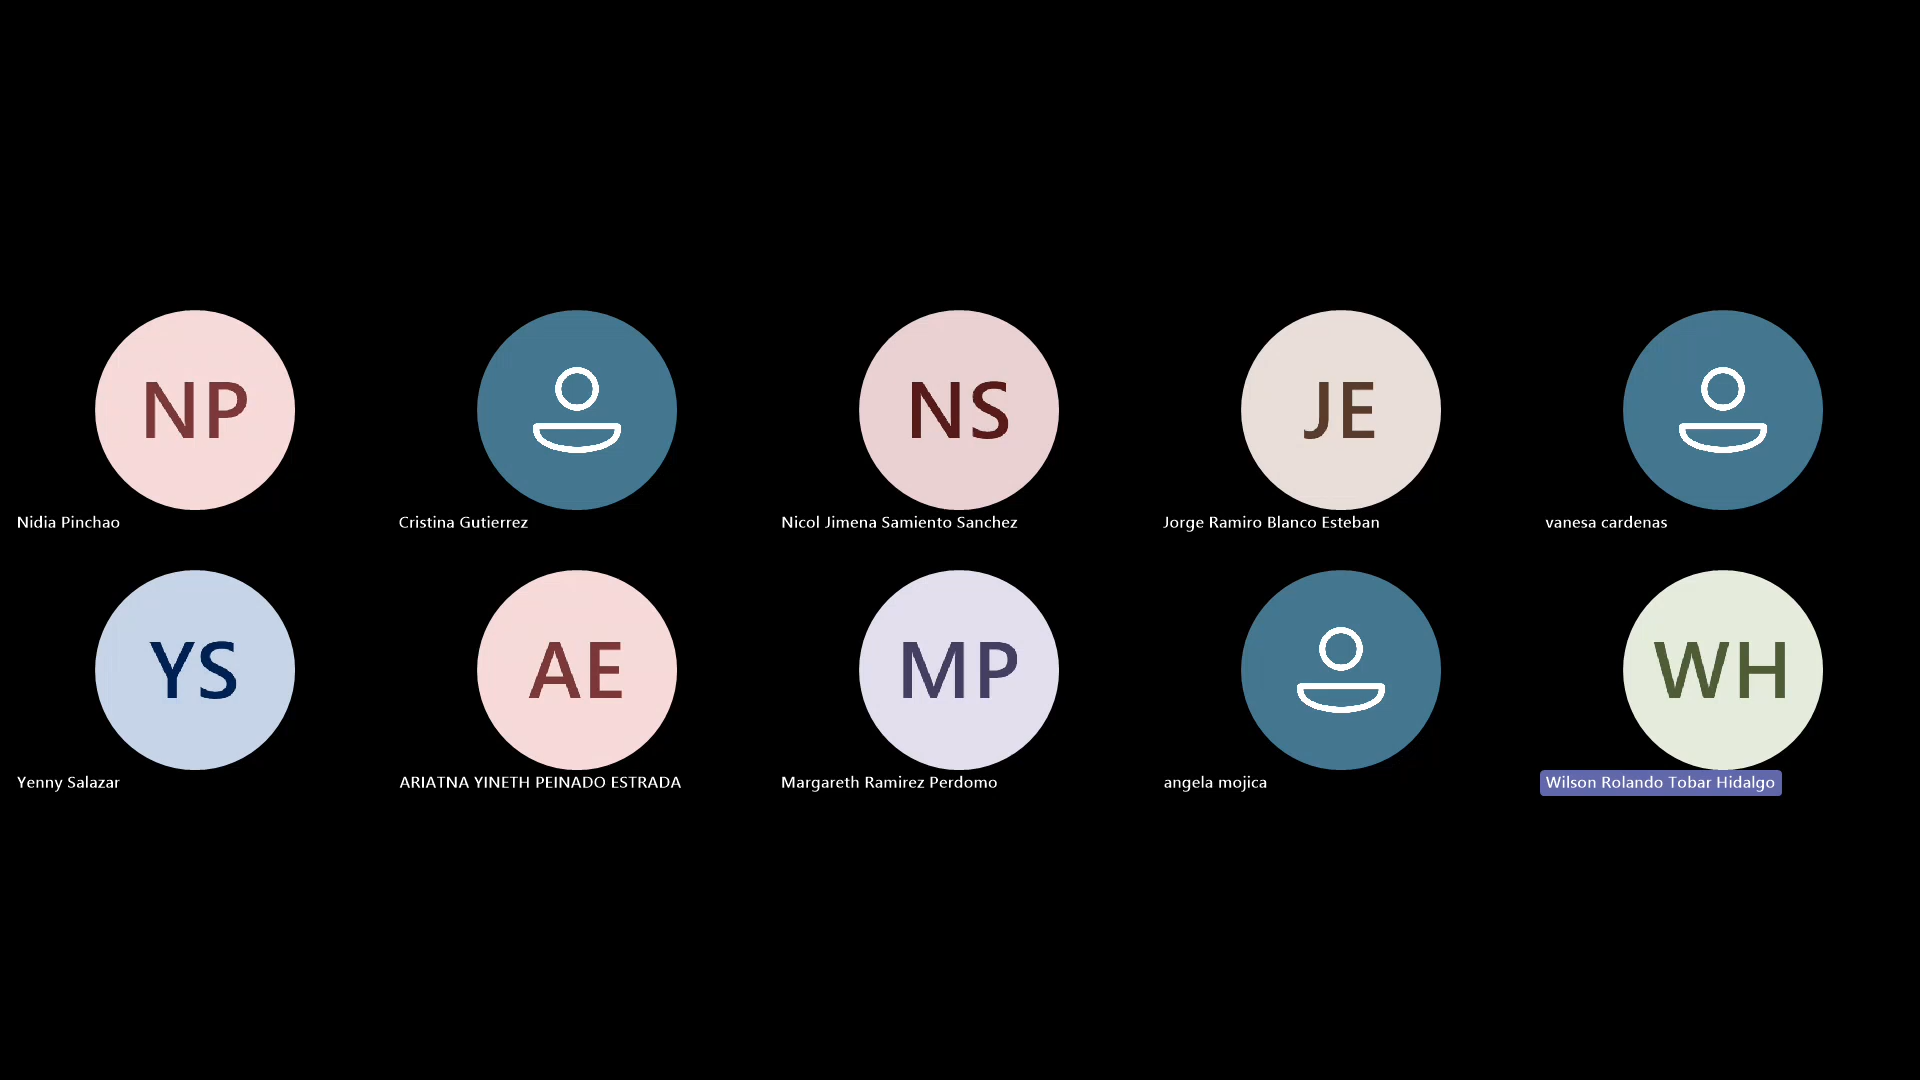 NP
NS
JE
Nidia Pinchao
Cristina Gutierrez
Nicol Jimena Samiento Sanchez
Jorge Ramiro Blanco Esteban
vanesa cardenas
YS
AE
MP
WH
Yenny Salazar
ARIATNA YINETH PEINADO ESTRADA
Margareth Ramirez Perdomo
angela mojica
Wilson Rolando Tobar Hidalgo